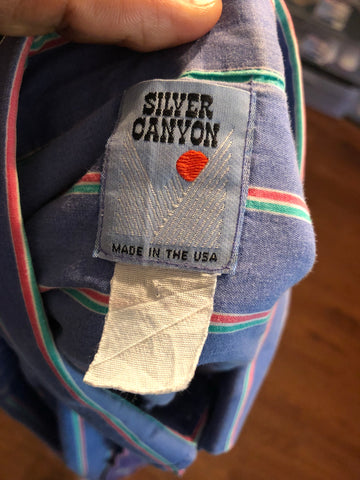 SILVER
CANYON
MADE IN THE USA